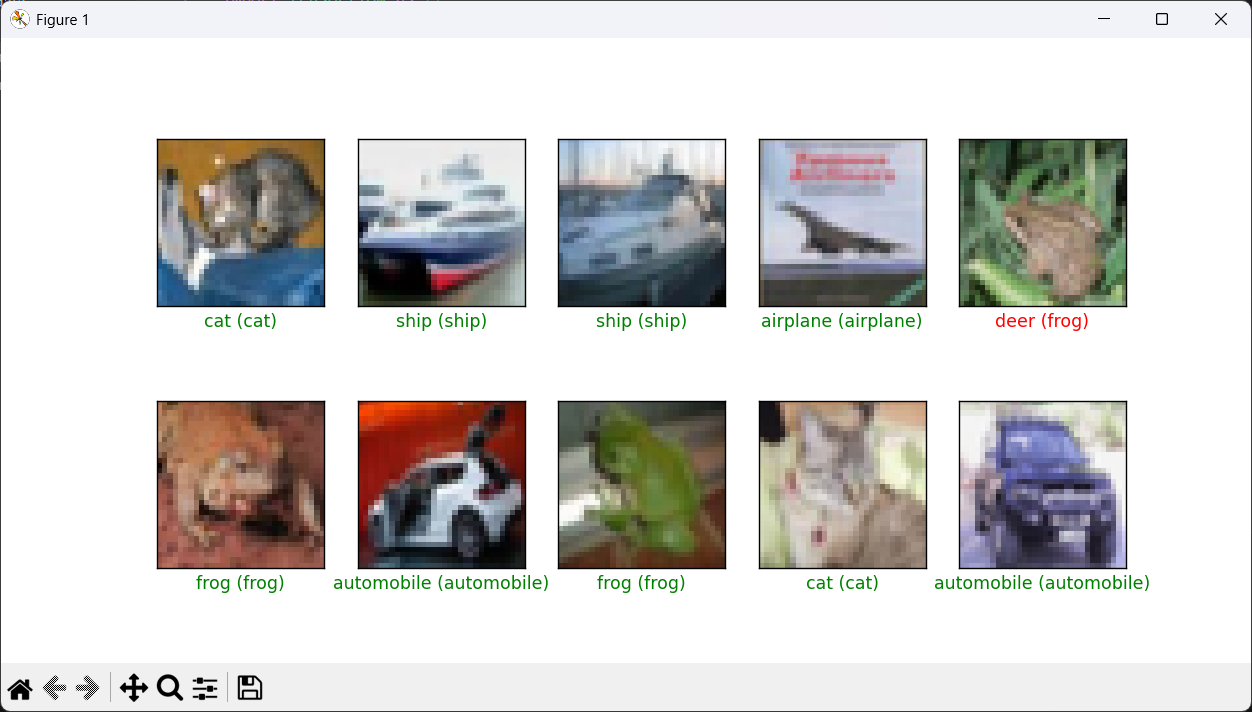 Figure 1
cat (cat)
ship (ship)
ship (ship)
airplane (airplane)
deer (frog)
frog (frog)
automobile (automobile)
frog (frog)
cat (cat)
automobile (automobile)